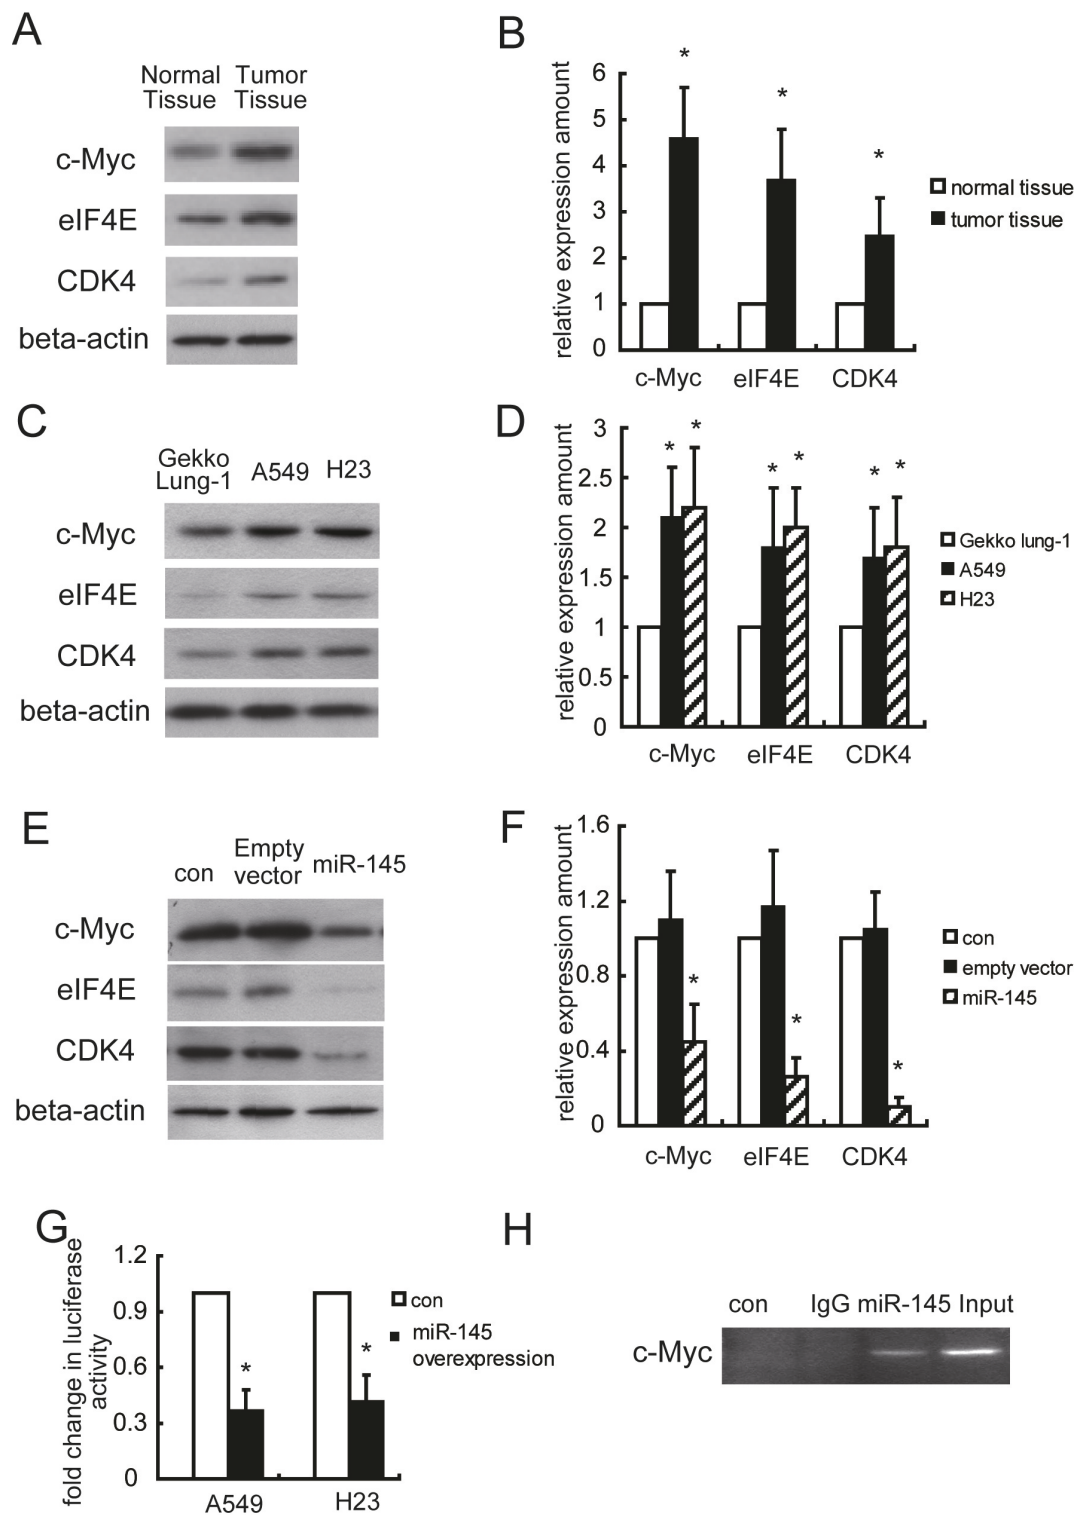 A
Normal Tumor
Tissue Tissue
c-Myc
eIF4E
CDK4
beta-actin
B
relative expression amount
6
5
4
3
2
1
0
c-Myc eIF4E CDK4
* * *
normal tissue
tumor tissue
C
Gekko
Lung-1 A549 H23
c-Myc
eIF4E
CDK4
beta-actin
D
relative expression amount
3
2.5
2
1.5
1
0.5
0
c-Myc eIF4E CDK4
* * * * * *
Gekko lung-1
A549
H23
E
con Empty
vector miR-145
c-Myc
eIF4E
CDK4
beta-actin
F
relative expression amount
1.6
1.2
0.8
0.4
0
c-Myc eIF4E CDK4
* * *
con
empty vector
miR-145
G
fold change in luciferase
activity
1.2
0.9
0.6
0.3
0
A549 H23
* *
con
miR-145
overexpression
H
con IgG miR-145 Input
c-Myc